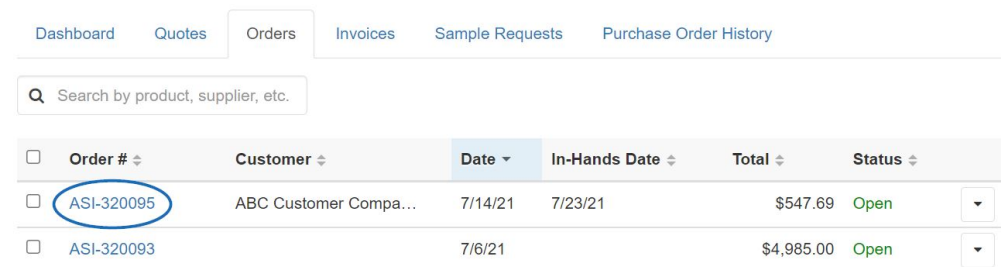 Dashboard Quotes Orders Invoices Sample Requests Purchase Order History
Search by product, supplier, etc.
Order # Customer Date In-Hands Date Total Status
ASI-320095 ABC Customer Compa... 7/14/21 7/23/21 $547.69 Open
ASI-320093 7/6/21 $4,985.00 Open